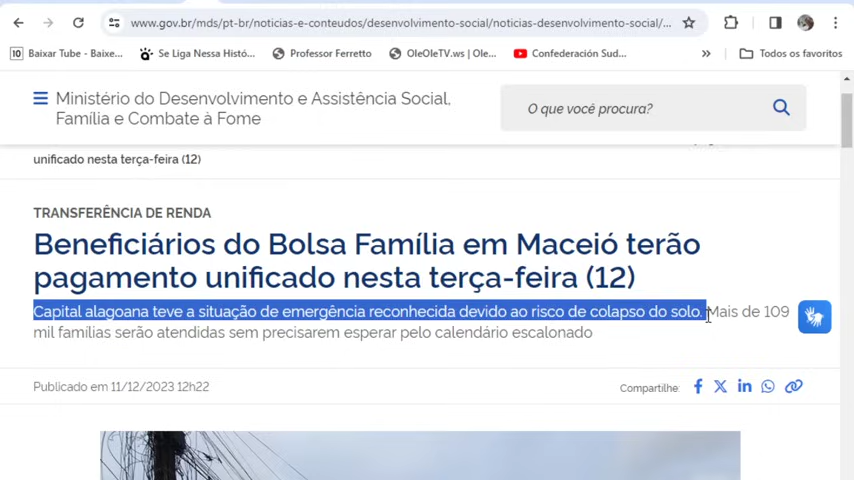 www.gov.br/mds/pt-br/noticias-e-conteudos/desenvolvimento-social/noticias-desenvolvimento-social/...
10 Baixar Tube - Baixe...
Se Liga Nessa Histó...
Professor Ferretto
OleOleTV.ws | Ole...
Confederación Sud...
»
Todos os favoritos
Ministério do Desenvolvimento e Assistência Social,
Família e Combate à Fome
O que você procura?
unificado nesta terça-feira (12)
TRANSFERÊNCIA DE RENDA
Beneficiários do Bolsa Família em Maceió terão
pagamento unificado nesta terça-feira (12)
Capital alagoana teve a situação de emergência reconhecida devido ao risco de colapso do solo. Mais de 109
mil famílias serão atendidas sem precisarem esperar pelo calendário escalonado
Publicado em 11/12/2023 12h22
Compartilhe: